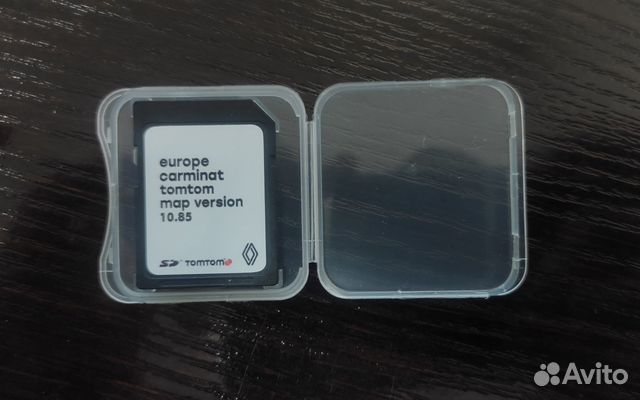 europe
carminat
tomtom
map version
10.85
SD TOMTOM
Avito